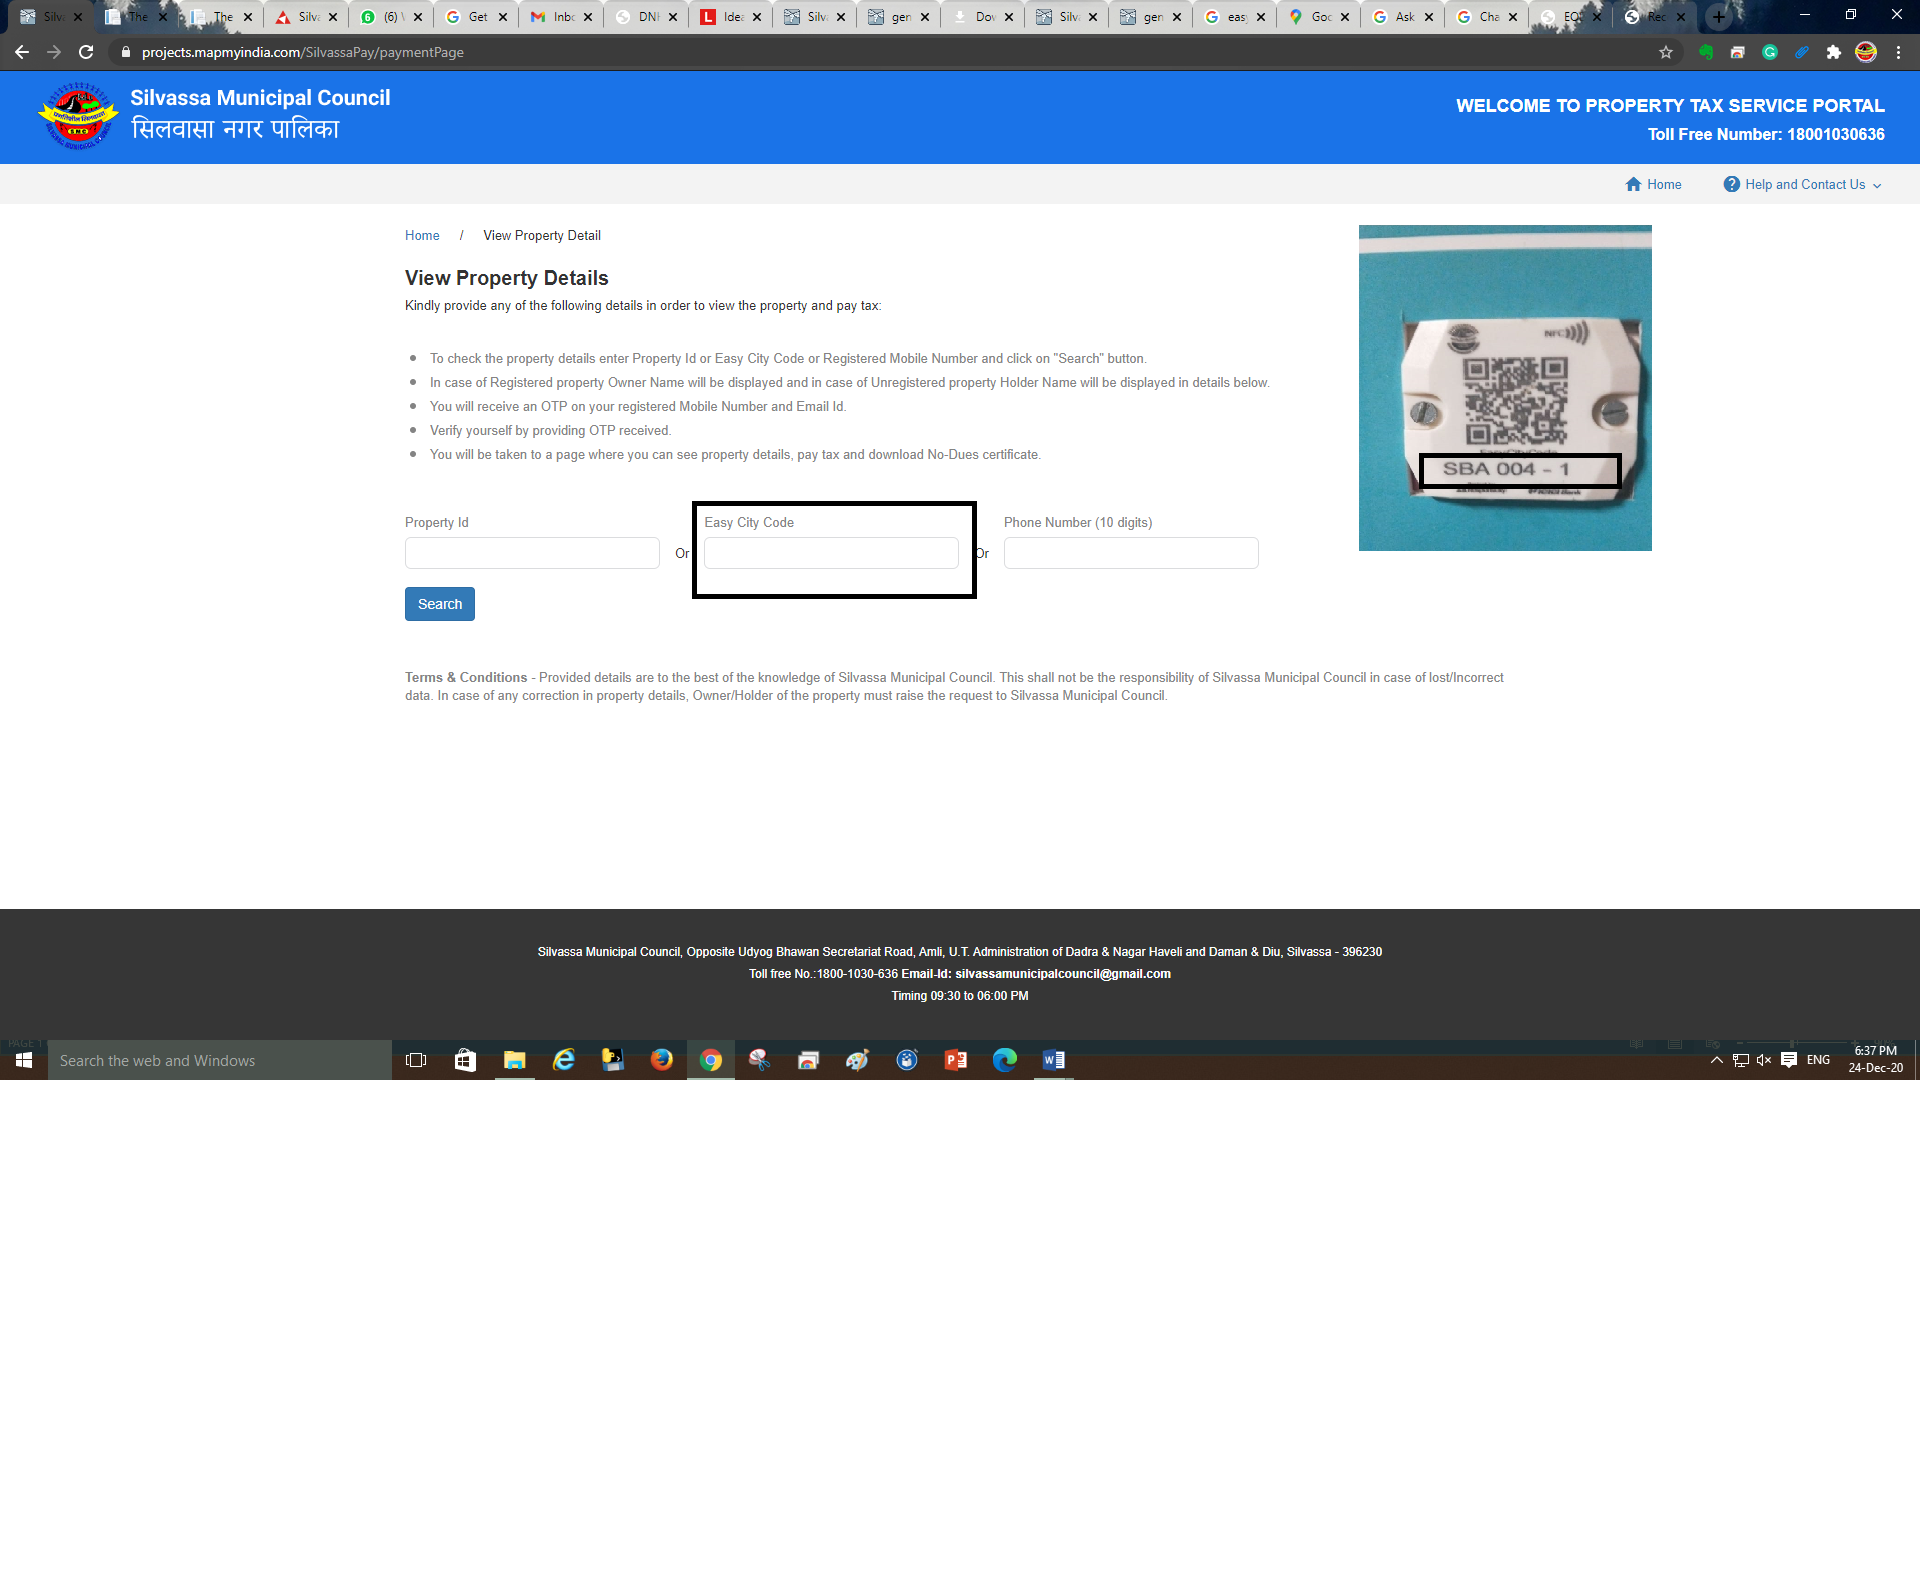 Silv
The
The
Silv
(6)
Get
Inbo
DNH
Idea
Silv
gen
Dov
Silv
gen
eas
Goo
Ask
Cha
EO
Rec
projects.mapmyindia.com/SilvassaPay/paymentPage
Silvassa Municipal Council
सिलवासा नगर पालिका
WELCOME TO PROPERTY TAX SERVICE PORTAL
Toll Free Number: 18001030636
Home
Help and Contact Us
Home / View Property Detail
View Property Details
Kindly provide any of the following details in order to view the property and pay tax:
To check the property details enter Property Id or Easy City Code or Registered Mobile Number and click on "Search" button.
In case of Registered property Owner Name will be displayed and in case of Unregistered property Holder Name will be displayed in details below.
You will receive an OTP on your registered Mobile Number and Email Id.
Verify yourself by providing OTP received.
You will be taken to a page where you can see property details, pay tax and download No-Dues certificate.
NFC
EasyCityCode
SBA 004 - 1
Property Id
Or
Easy City Code
Or
Phone Number (10 digits)
Search
Terms & Conditions - Provided details are to the best of the knowledge of Silvassa Municipal Council. This shall not be the responsibility of Silvassa Municipal Council in case of lost/Incorrect
data. In case of any correction in property details, Owner/Holder of the property must raise the request to Silvassa Municipal Council.
Silvassa Municipal Council, Opposite Udyog Bhawan Secretariat Road, Amli, U.T. Administration of Dadra & Nagar Haveli and Daman & Diu, Silvassa - 396230
Toll free No.:1800-1030-636 Email-Id: silvassamunicipalcouncil@gmail.com
Timing 09:30 to 06:00 PM
PAGE 1
Search the web and Windows
ENG
6:37 PM
24-Dec-20